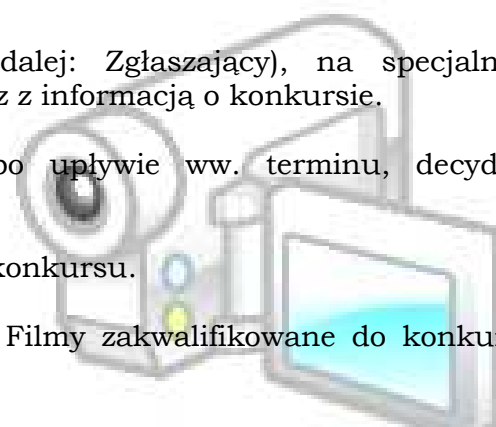 dalej: Zgłaszający), na specjaln
z z informacją o konkursie.
po upływie ww. terminu, decyd
konkursu.
Filmy zakwalifikowane do konku